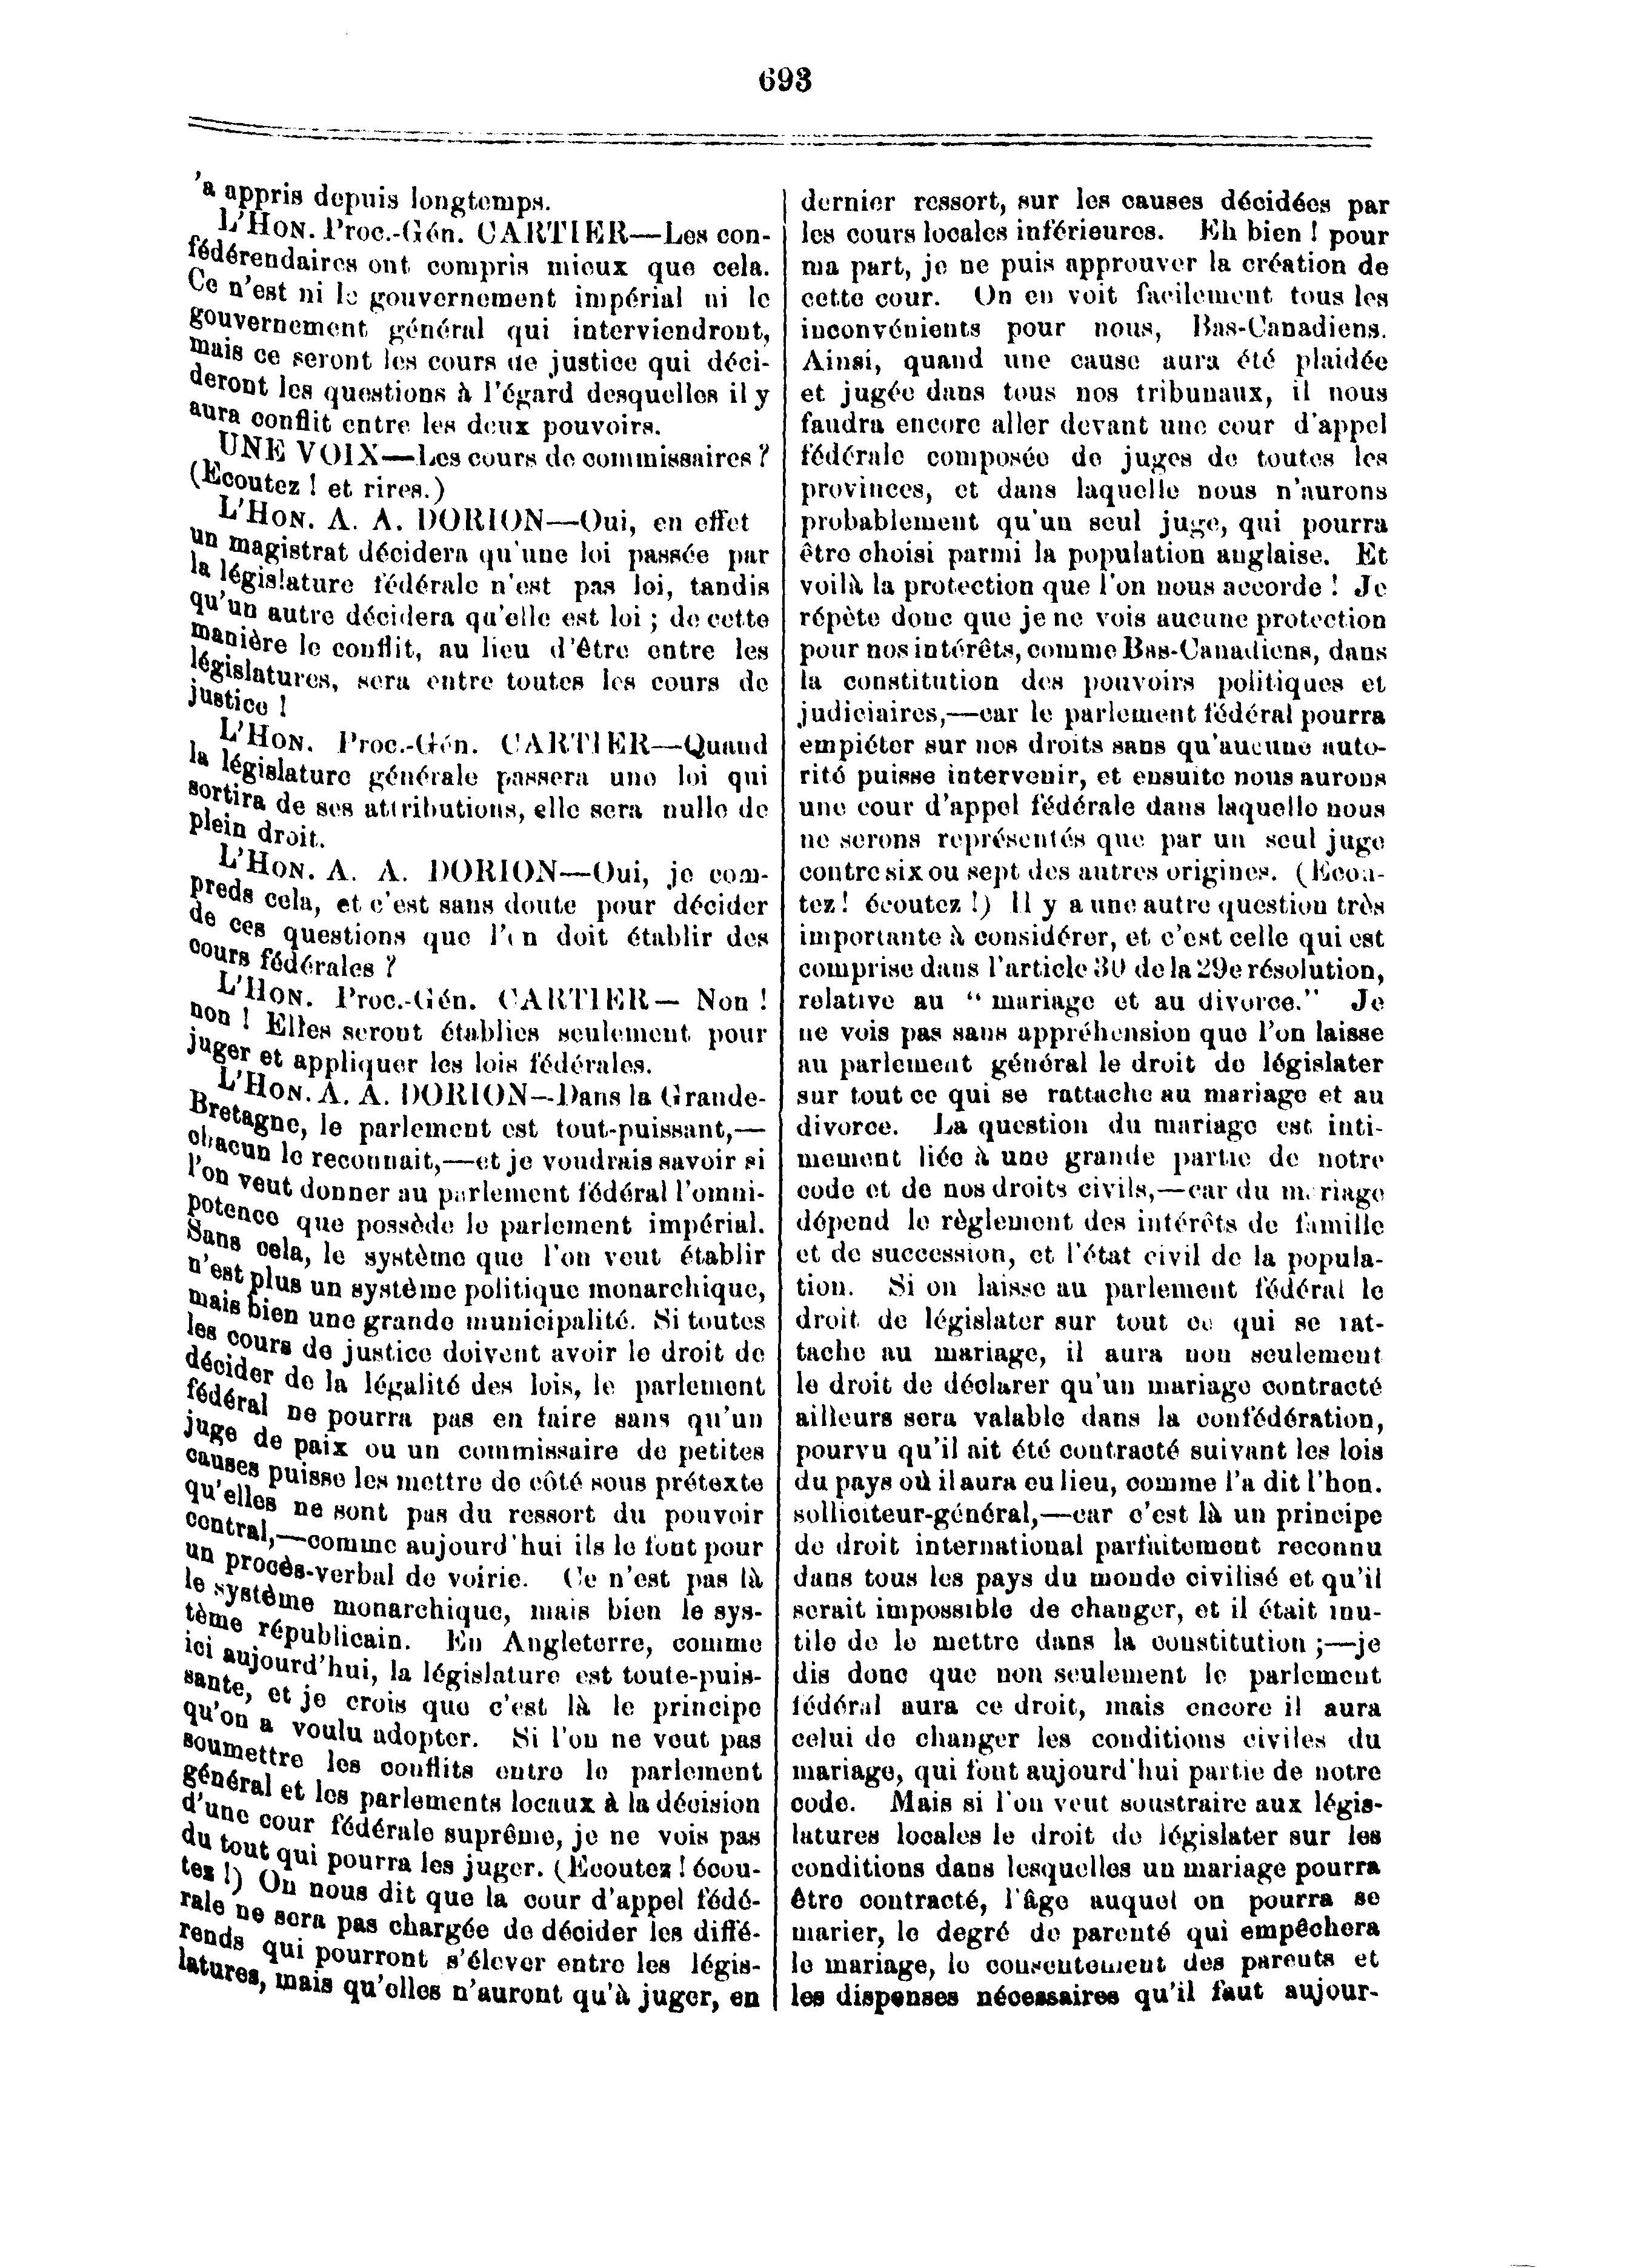 693
'a appris depuis longtemps.
L'HON. Proc.-Gén. CARTIER—Les con-
fédérendaires ont compris mieux que cela.
Ce n'est ni le gouvernement impérial ni le
gouvernement général qui interviendront,
mais ce seront les cours de justice qui déci-
deront les questions à l'égard desquelles il y
aura conflit entre les deux pouvoirs.
UNE VOIX—Les cours de commissaires ?
(Ecoutez ! et rires.)
L'HON. A. A. DORION—Oui, en effet
un magistrat décidera qu'une loi passée par
la législature fédérale n'est pas loi, tandis
qu'un autre décidera qu'elle est loi ; de cette
manière le conflit, au lieu d'être entre les
législatures, sera entre toutes les cours de
justice !
L'HON. Proc.-Gén. CARTIER—Quand
la législature générale passera une loi qui
sortira de ses attributions, elle sera nulle de
plein droit.
L'HON. A. A. DORION—Oui, je com-
preds cela, et c'est sans doute pour décider
de ces questions que l'on doit établir des
cours fédérales ?
L'HON. Proc.-Gén. CARTIER— Non !
non ! Elles seront établies seulement pour
juger et appliquer les lois fédérales.
L'HON. A. A. DORION—Dans la Grande-
Bretagne, le parlement est tout-puissant,—
chacun le reconnait,—et je voudrais savoir si
l'on veut donner au parlement fédéral l'omni-
potence que possède le parlement impérial.
Sans cela, le système que l'on veut établir
n'est plus un système politique monarchique,
mais bien une grande municipalité. Si toutes
les cours de justice doivent avoir le droit de
décider de la légalité des lois, le parlement
fédéral ne pourra pas en faire sans qu'un
juge de paix ou un commissaire de petites
causes puisse les mettre de côté sous prétexte
qu'elles ne sont pas du ressort du pouvoir
central,—comme aujourd'hui ils le font pour
un procès-verbal de voirie. Ce n'est pas là
le système monarchique, mais bien le sys-
tème républicain. En Angleterre, comme
ici aujourd'hui, la législature est toute-puis-
sante, et je crois que c'est là le principe
qu'on a voulu adopter. Si l'on ne veut pas
soumettre les conflits entre le parlement
général et les parlements locaux à la décision
d'une cour fédérale suprême, je ne vois pas
du tout qui pourra les juger. (Ecoutez ! écou-
tez !) On nous dit que la cour d'appel fédé-
rale ne sera pas chargée de décider les diffé-
rends qui pourront s'élever entre les légis-
latures, mais qu'elles n'auront qu'à juger, en
dernier ressort, sur les causes décidées par
les cours locales inférieures. Eh bien ! pour
ma part, je ne puis approuver la création de
cette cour. On en voit facilement tous les
inconvénients pour nous, Bas-Canadiens.
Ainsi, quand une cause aura été plaidée
et jugée dans tous nos tribunaux, il nous
faudra encore aller devant une cour d'appel
fédérale composée de juges de toutes les
provinces, et dans laquelle nous n'aurons
probablement qu'un seul juge, qui pourra
être choisi parmi la population anglaise. Et
voilà la protection que l'on nous accorde ! Je
répète donc que je ne vois aucune protection
pour nos intérêts, comme Bas-Canadiens, dans
la constitution des pouvoirs politiques et
judiciaires,—car le parlement fédéral pourra
empiéter sur nos droits sans qu'aucune auto-
rité puisse intervenir, et ensuite nous aurons
une cour d'appel fédérale dans laquelle nous
ne serons représentés que par un seul juge
contre six ou sept des autres origines. (Ecou-
tez ! écoutez !) Il y a une autre question très
importante à considérer, et c'est celle qui est
comprise dans l'article 30 de la 29e résolution,
relative au " mariage et au divorce." Je
ne vois pas sans appréhension que l'on laisse
au parlement général le droit de législater
sur tout ce qui se rattache au mariage et au
divorce. La question du mariage est inti-
mement liée à une grande partie de notre
code et de nos droits civils,—car du mariage
dépend le règlement des intérêts de famille
et de succession, et l'état civil de la popula-
tion. Si on laisse au parlement fédéral le
droit de législater sur tout ce qui se rat-
tache au mariage, il aura non seulement
le droit de déclarer qu'un mariage contracté
ailleurs sera valable dans la confédération,
pourvu qu'il ait été contracté suivant les lois
du pays où il aura eu lieu, comme l'a dit l'hon.
solliciteur-général,—car c'est là un principe
de droit international parfaitement reconnu
dans tous les pays du monde civilisé et qu'il
serait impossible de changer, et il était inu-
tile de le mettre dans la constitution ;—je
dis donc que non seulement le parlement
fédéral aura ce droit, mais encore il aura
celui de changer les conditions civiles du
mariage, qui font aujourd'hui partie de notre
code. Mais si l'on veut soustraire aux légis-
latures locales le droit de législater sur les
conditions dans lesquelles un mariage pourra
être contracté, l'âge auquel on pourra se
marier, le degré de parenté qui empêchera
le mariage, le consentement des parents et
les dispenses nécessaires qu'il faut aujour-